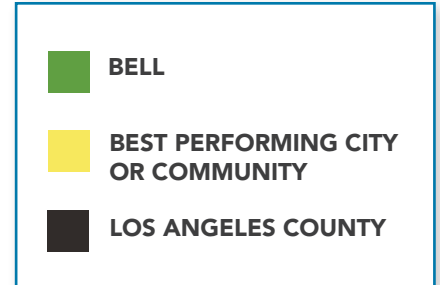 BELL
BEST PERFORMING CITY
OR COMMUNITY
LOS ANGELES COUNTY